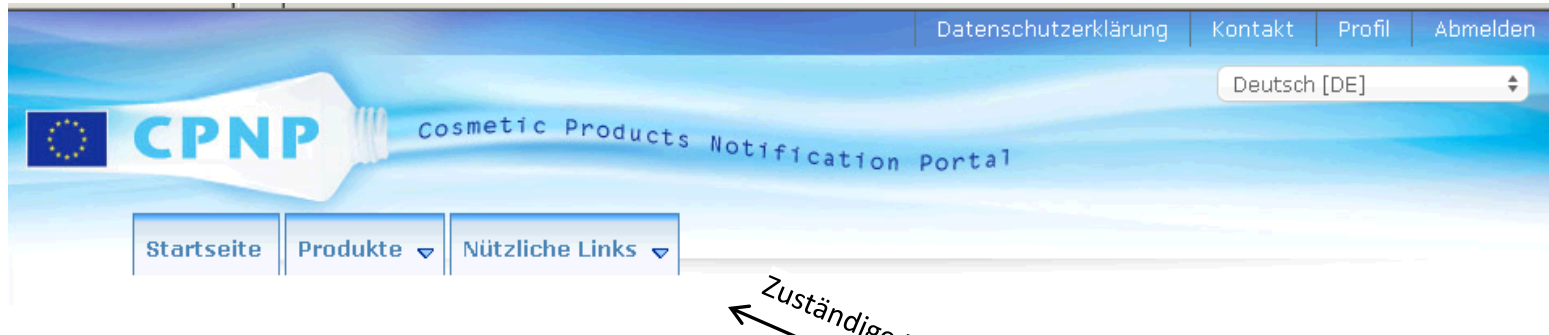 Datenschutzerklärung Kontakt Profil Abmelden
Deutsch [DE]
CPNP Cosmetic Products Notification Portal
Startseite Produkte Nützliche Links